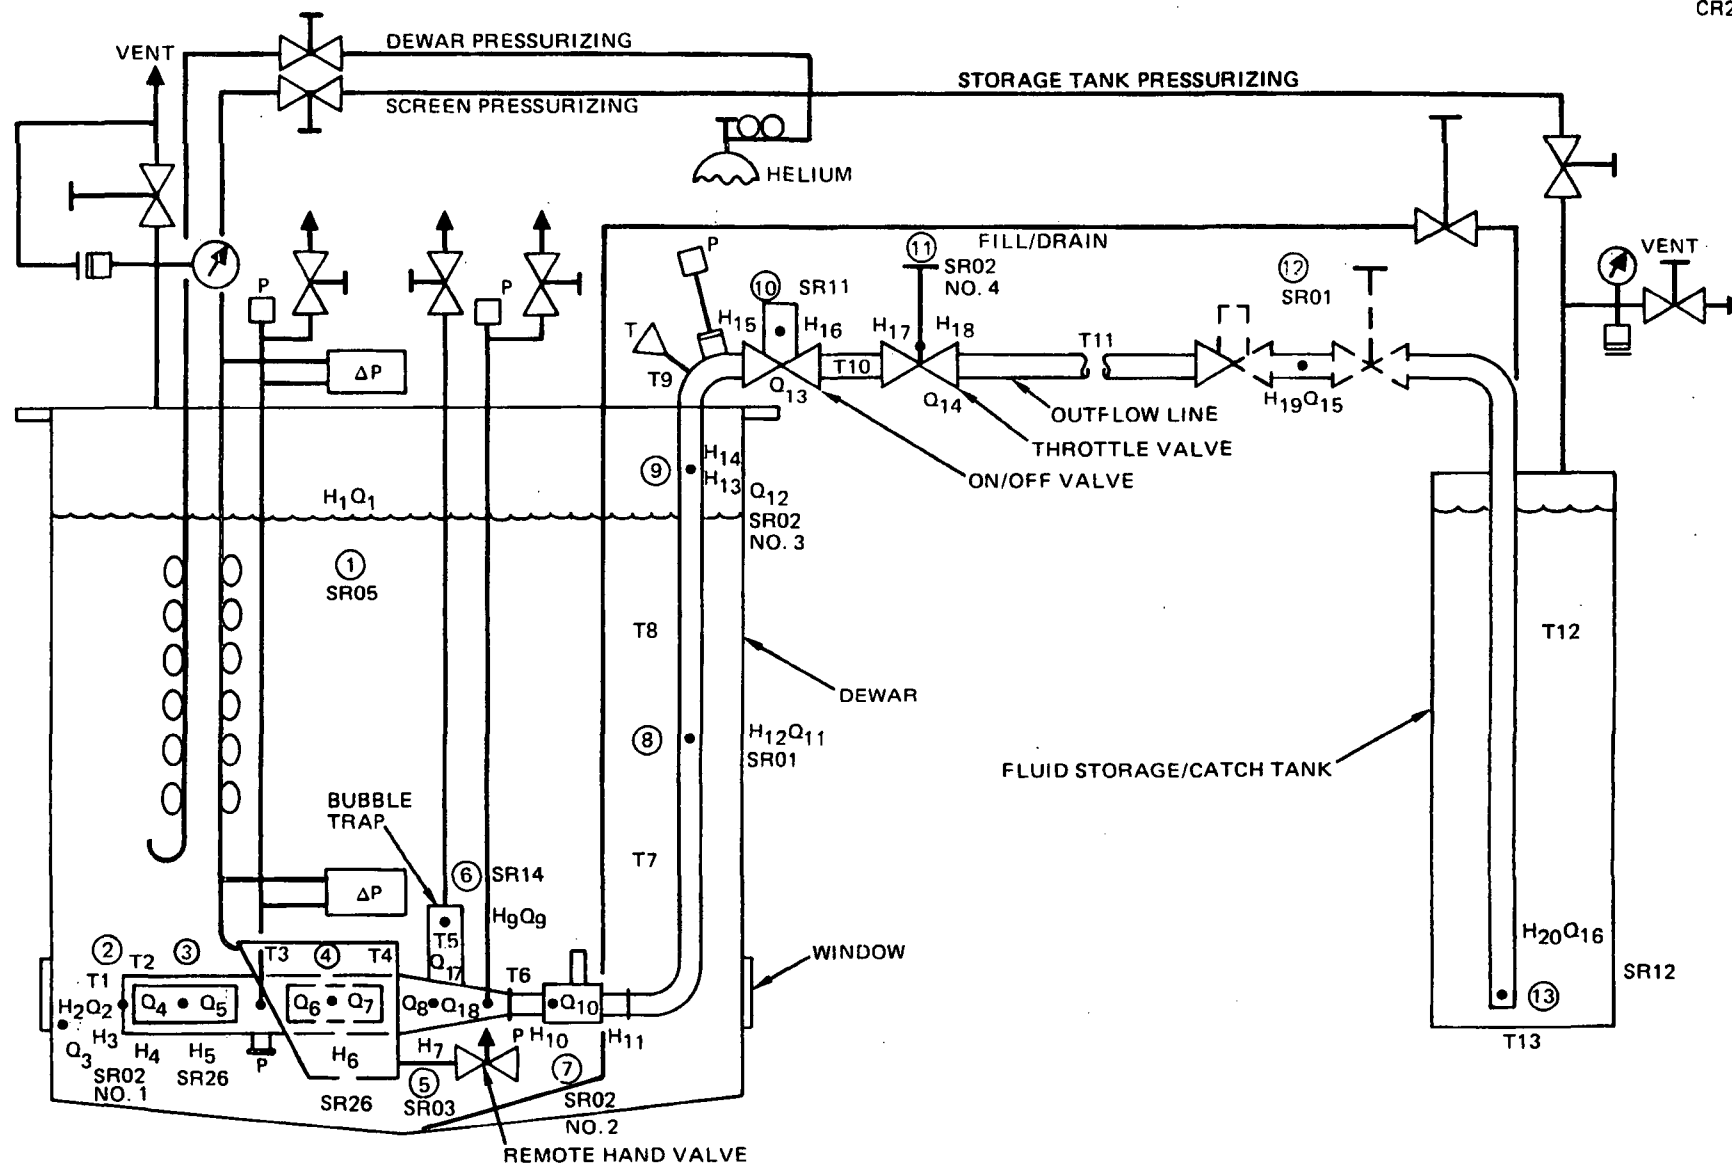 CR2
DEWAR PRESSURIZING
VENT
STORAGE TANK PRESSURIZING
SCREEN PRESSURIZING
HELIUM
FILL/DRAIN
VENT
P
P
P
11
SR02
NO. 4
12
SR01
10
SR11
H15
H16
H17
H18
T
T9
T10
T11
Q13
Q14
H19Q15
ΔP
OUTFLOW LINE
THROTTLE VALVE
ON/OFF VALVE
9
H14
H13
Q12
SR02
NO. 3
H1Q1
1
SR05
T8
T12
DEWAR
8
H12Q11
SR01
FLUID STORAGE/CATCH TANK
BUBBLE
TRAP
T7
ΔP
6
SR14
H9Q9
H20Q16
WINDOW
SR12
2
T2
3
T3
4
T4
T5
Q17
T6
T1
H2Q2
Q4
Q5
Q6
Q7
Q8
Q18
Q10
13
H3
Q3
H4
H5
SR26
P
H6
H7
P
H10
H11
T13
SR02
NO. 1
SR26
5
SR03
7
SR02
NO. 2
REMOTE HAND VALVE